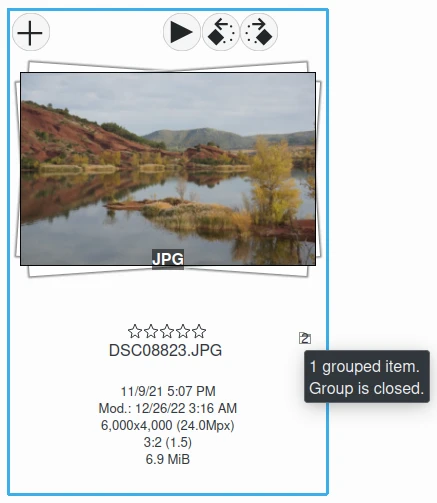 JPG
DSC08823.JPG
2
1 grouped item.
Group is closed.
11/9/21 5:07 PM
Mod.: 12/26/22 3:16 AM
6,000x4,000 (24.0Mpx)
3:2 (1.5)
6.9 MiB